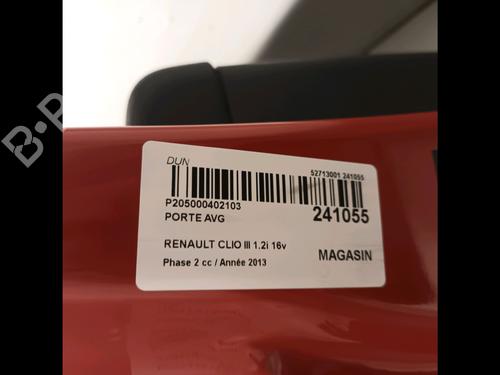 B-P
DUN
52713001 241055
P205000402103
PORTE AVG
241055
RENAULT CLIO III 1.2i 16v
MAGASIN
Phase 2 cc / Année 2013